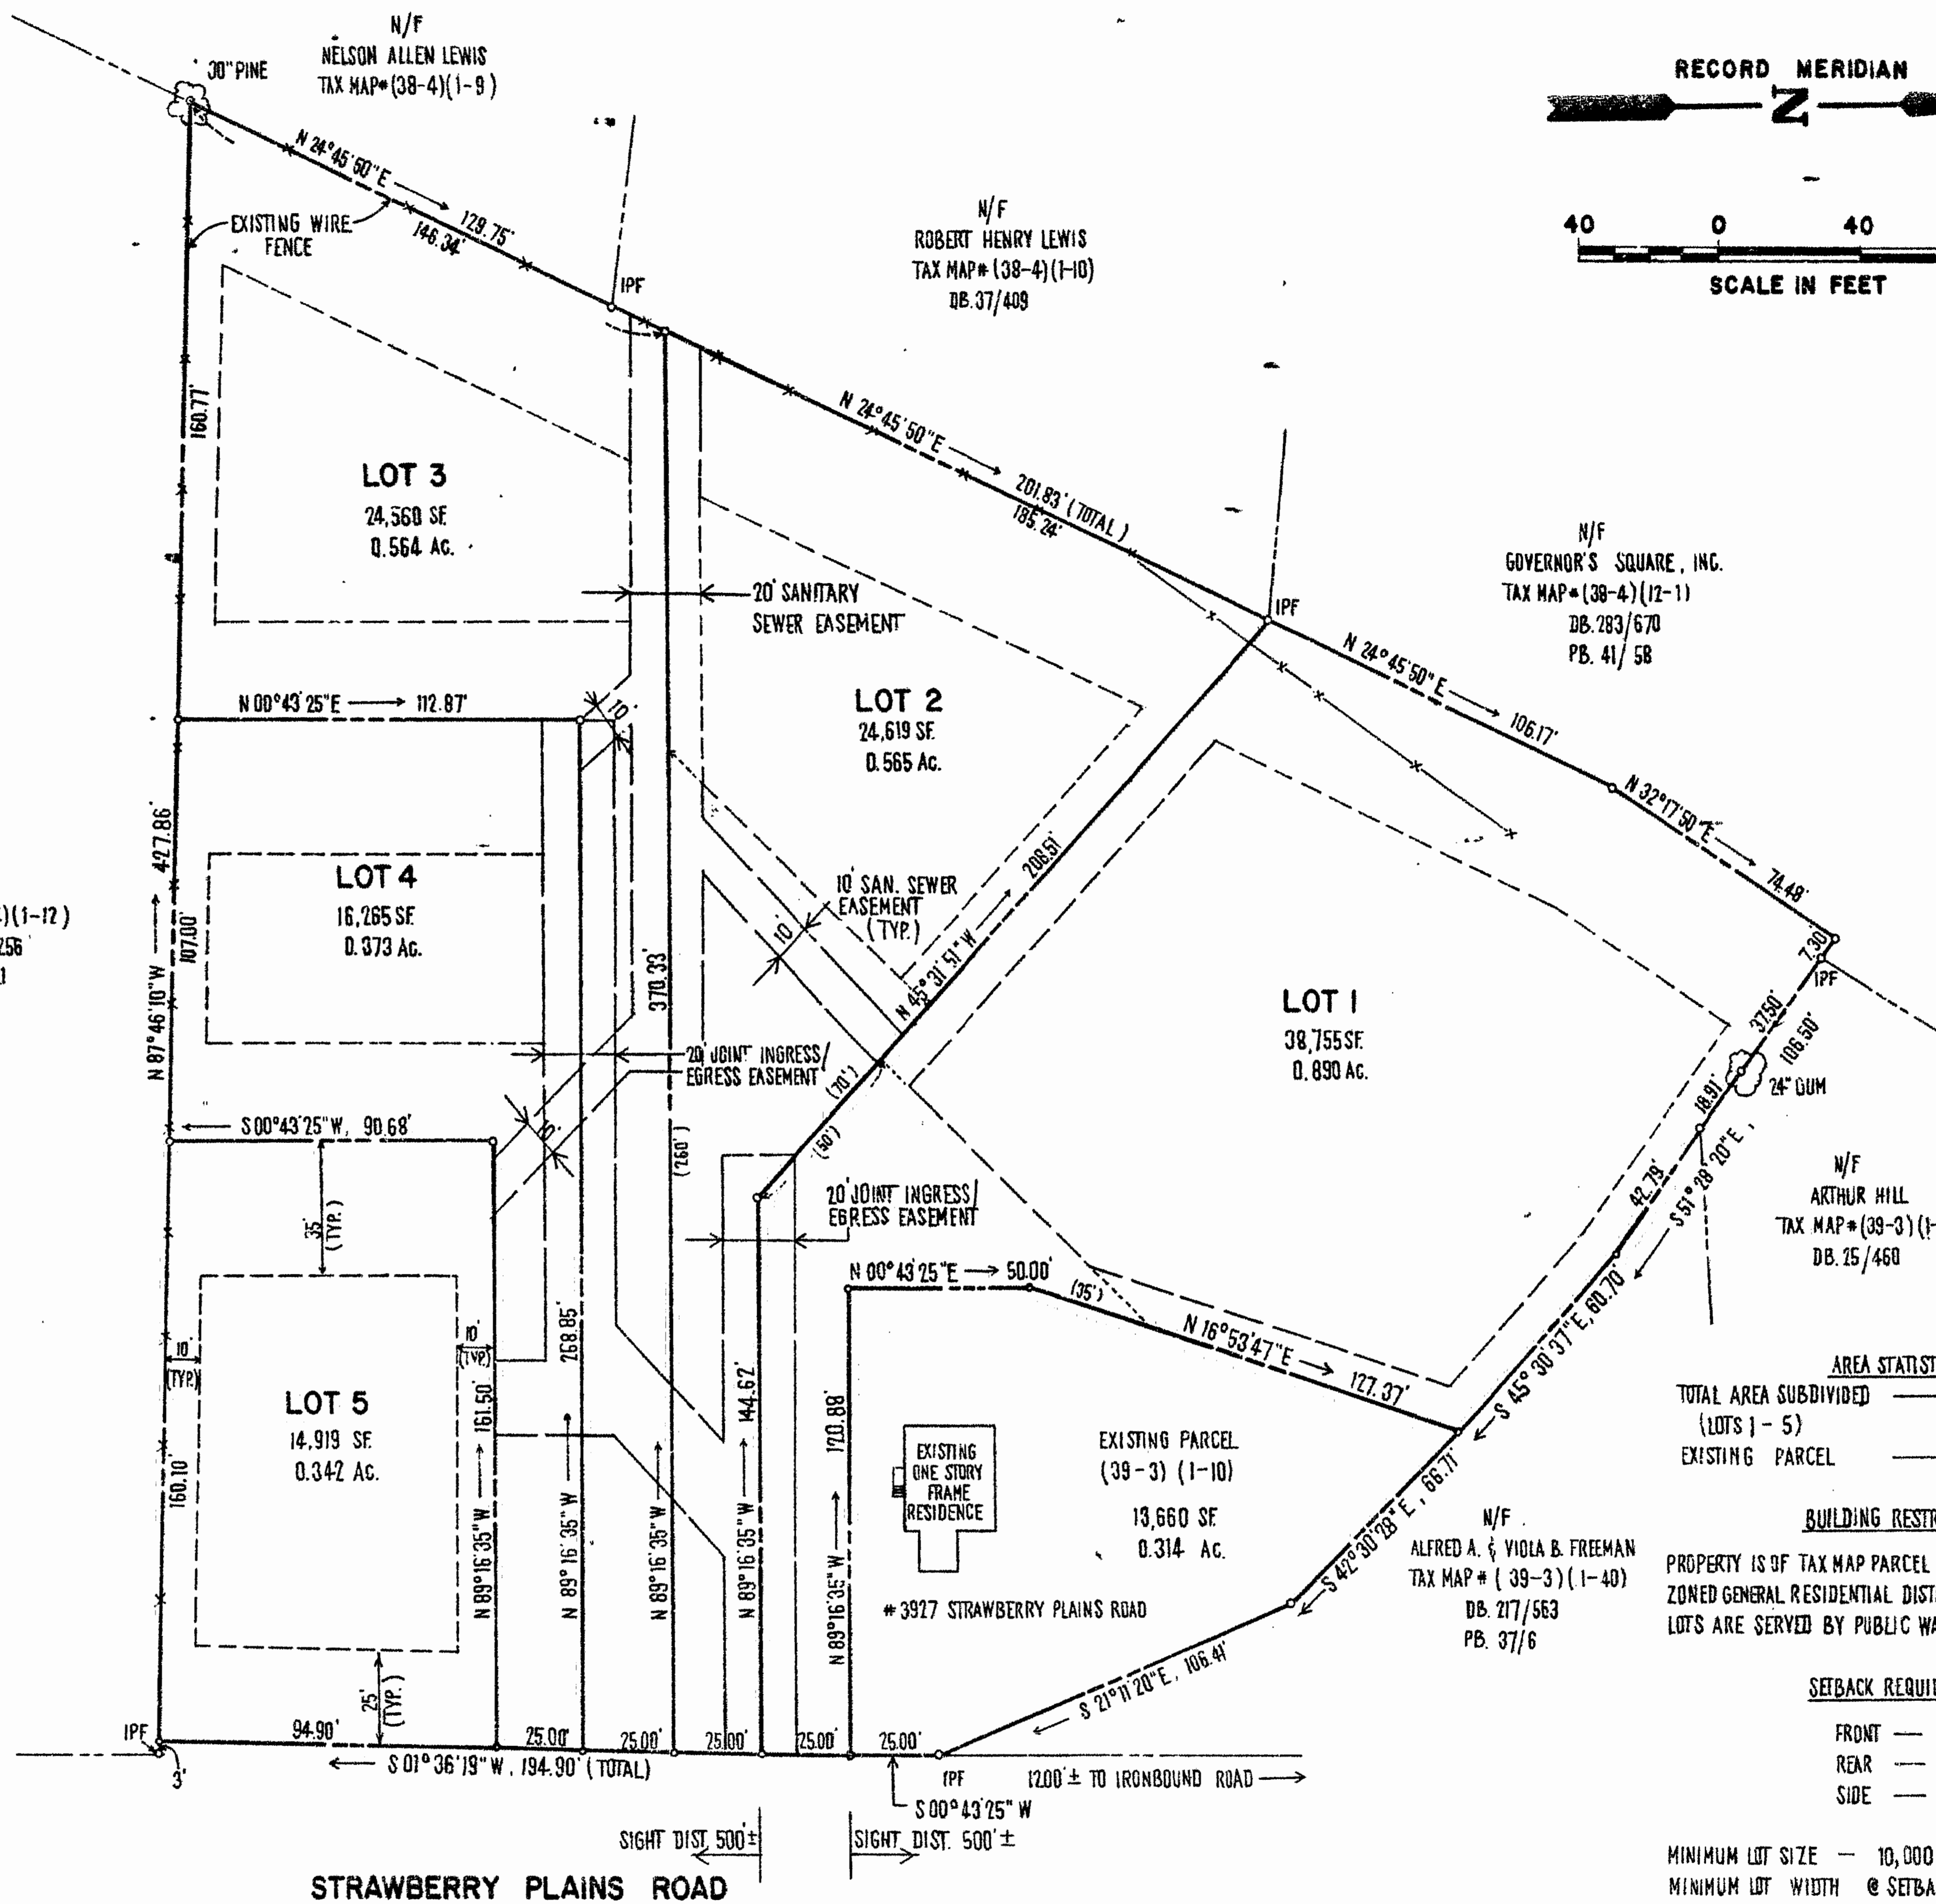 N/F
NELSON ALLEN LEWIS
TAX MAP# (38-4)(1-9)
30" PINE
RECORD MERIDIAN
N
40 0 40
SCALE IN FEET
N 24°45'50"E
129.75'
146.34'
EXISTING WIRE
FENCE
IPF
N/F
ROBERT HENRY LEWIS
TAX MAP# (38-4)(1-10)
DB. 37/409
160.77'
N 24°45'50"E
201.83' (TOTAL)
185.24'
LOT 3
24,560 SF.
0.564 AC.
N/F
GOVERNOR'S SQUARE, INC.
TAX MAP# (38-4)(12-1)
DB. 283/670
PB. 41/58
20' SANITARY
SEWER EASEMENT
IPF
N 24°45'50"E
106.17'
N 00°43'25"E 112.87'
10'
LOT 2
24,619 SF.
0.565 AC.
N 32°17'50"E
74.48'
7.30'
IPF
427.86'
N 87°46'10"W
107.00'
)(1-12)
256
1
LOT 4
16,265 SF.
0.373 AC.
10' SAN. SEWER
EASEMENT
(TYP.)
10'
208.51'
N 45°31'51"W
370.33'
LOT 1
38,755 SF.
0.890 AC.
37.50'
106.50'
24" GUM
18.91'
42.79'
S 51°28'20"E,
20' JOINT INGRESS/
EGRESS EASEMENT
(70')
(50')
(260')
S 00°43'25"W, 90.68'
10'
35'
(TYP.)
20' JOINT INGRESS/
EGRESS EASEMENT
N/F
ARTHUR HILL
TAX MAP# (39-3)(1-
DB. 25/460
N 00°43'25"E 50.00'
(35')
N 16°53'47"E
127.37'
S 45°30'37"E, 60.70'
10'
(TYP.)
10'
(TYP.)
LOT 5
14,919 SF.
0.342 AC.
160.10'
161.50'
N 89°16'35"W
268.85'
N 89°16'35"W
N 89°16'35"W
144.62'
N 89°16'35"W
120.88'
N 89°16'35"W
EXISTING
ONE STORY
FRAME
RESIDENCE
EXISTING PARCEL
(39-3) (1-10)
13,660 SF.
0.314 AC.
#3927 STRAWBERRY PLAINS ROAD
S 42°30'28"E, 66.71'
S 21°11'20"E, 106.41'
N/F
ALFRED A. & VIOLA B. FREEMAN
TAX MAP # (39-3)(1-40)
DB. 217/563
PB. 37/6
AREA STATIST
TOTAL AREA SUBDIVIDED
(LOTS 1 - 5)
EXISTING PARCEL
BUILDING RESTR
PROPERTY IS OF TAX MAP PARCEL
ZONED GENERAL RESIDENTIAL DIST
LOTS ARE SERVED BY PUBLIC WA
SETBACK REQUI
FRONT —
REAR —
SIDE —
MINIMUM LOT SIZE — 10,000
MINIMUM LOT WIDTH @ SETBA
25'
(TYP.)
IPF
3'
94.90' 25.00' 25.00' 25.00' 25.00' 25.00'
S 01°36'19"W, 194.90' (TOTAL)
IPF
1200'± TO IRONBOUND ROAD
S 00°43'25"W
SIGHT DIST. 500'±
SIGHT DIST. 500'±
STRAWBERRY PLAINS ROAD